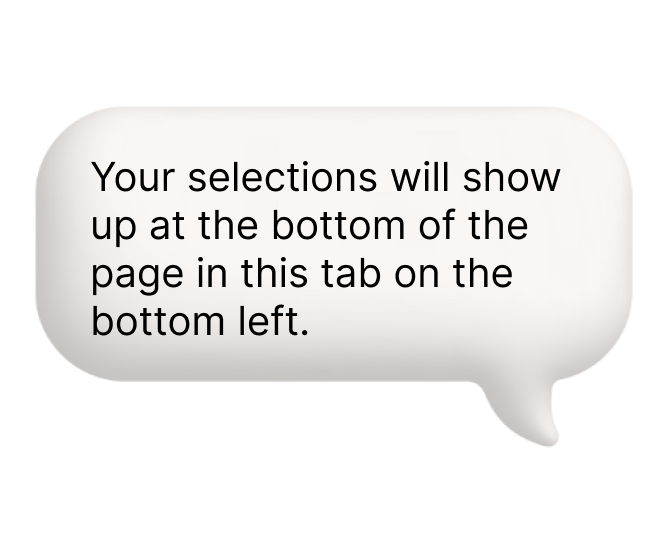 Your selections will show
up at the bottom of the
page in this tab on the
bottom left.